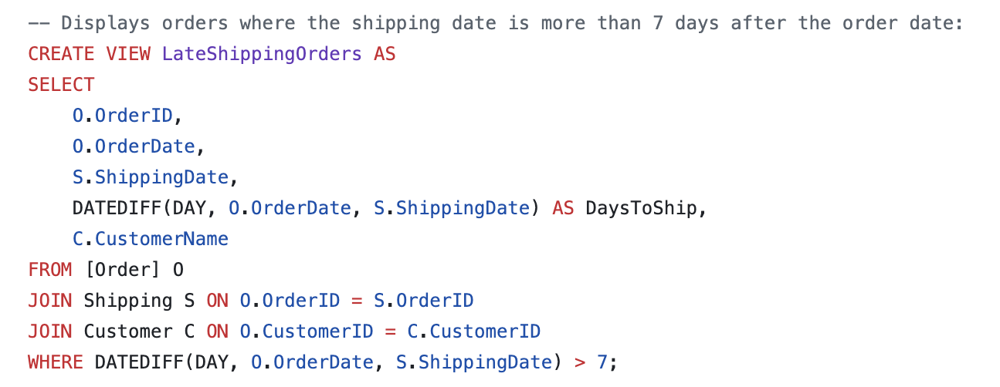 -- Displays orders where the shipping date is more than 7 days after the order date:
CREATE VIEW LateShippingOrders AS
SELECT
    O.OrderID,
    O.OrderDate,
    S.ShippingDate,
    DATEDIFF(DAY, O.OrderDate, S.ShippingDate) AS DaysToShip,
    C.CustomerName
FROM [Order] O
JOIN Shipping S ON O.OrderID = S.OrderID
JOIN Customer C ON O.CustomerID = C.CustomerID
WHERE DATEDIFF(DAY, O.OrderDate, S.ShippingDate) > 7;